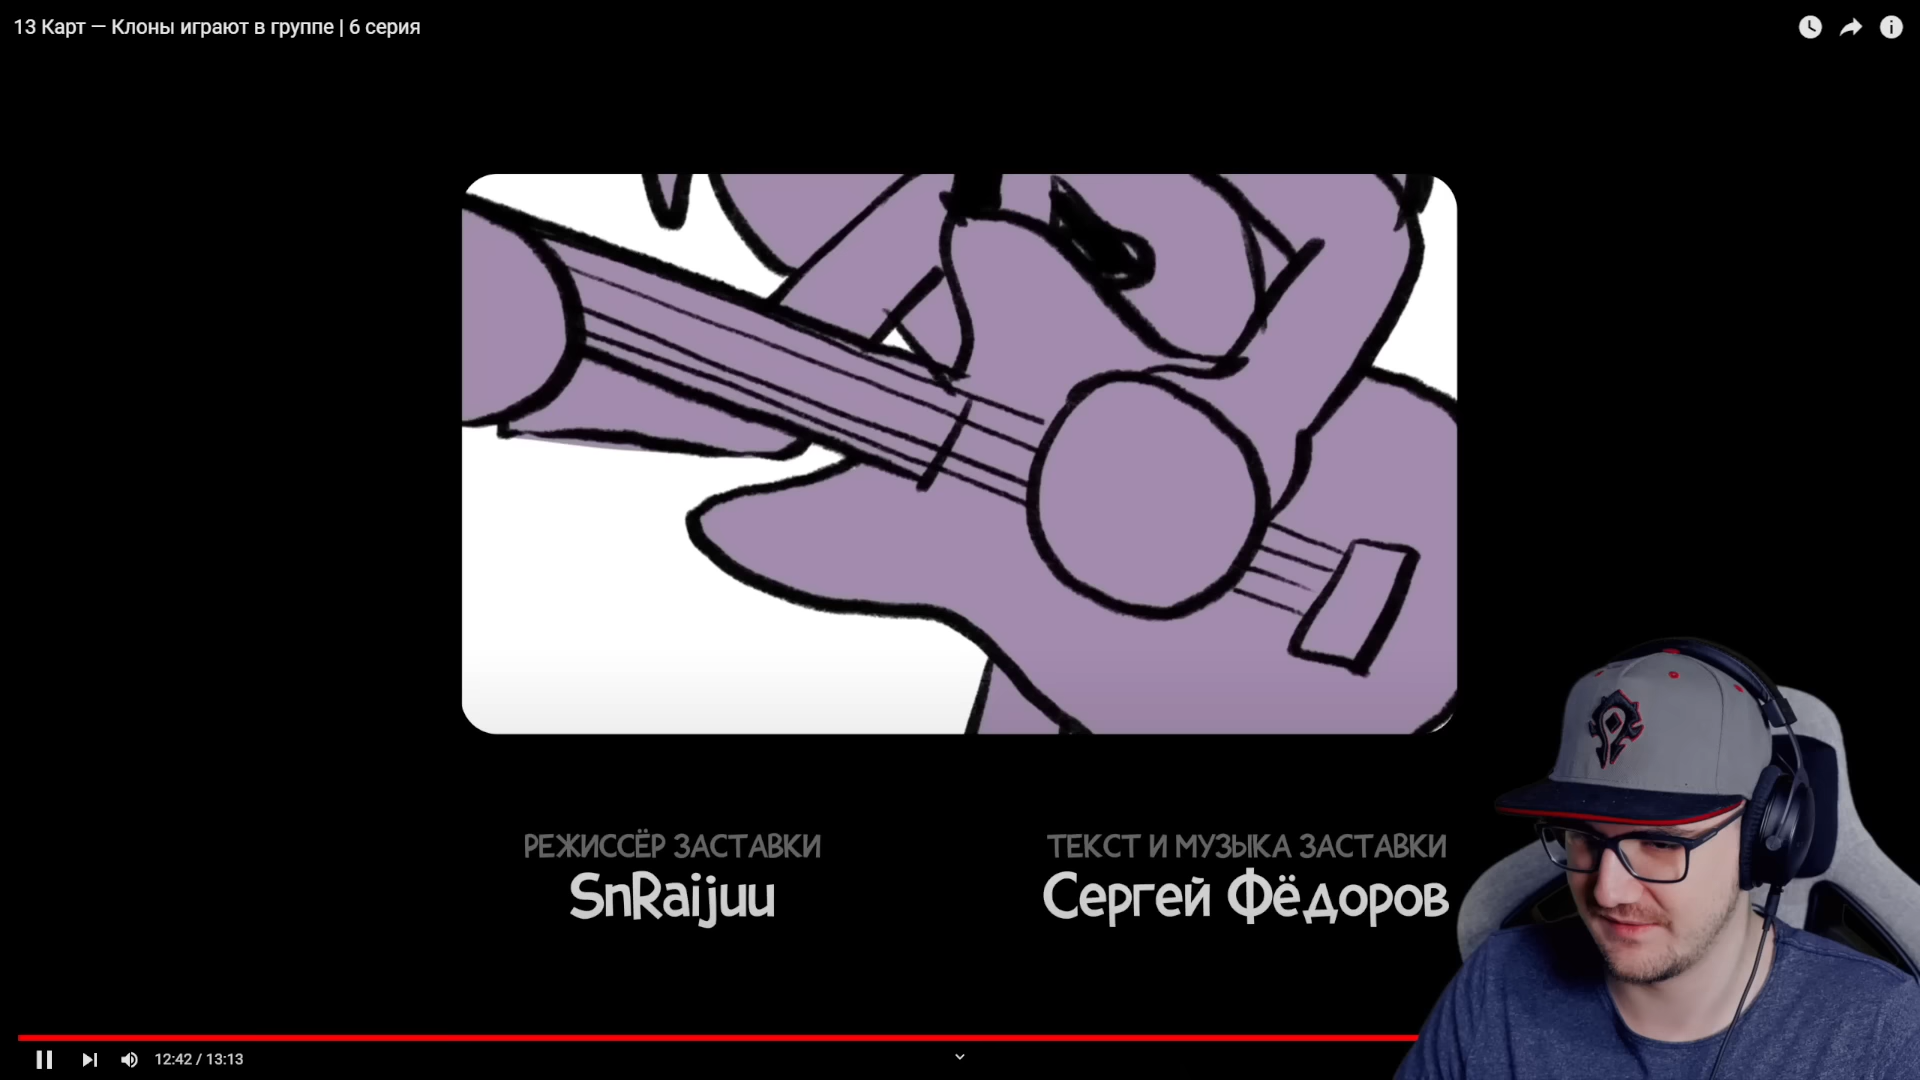 13 Карт — Клоны играют в группе | 6 серия
РЕЖИССЁР ЗАСТАВКИ
SnRaijuu
ТЕКСТ И МУЗЫКА ЗАСТАВКИ
Сергей Фёдоров
12:42 / 13:13